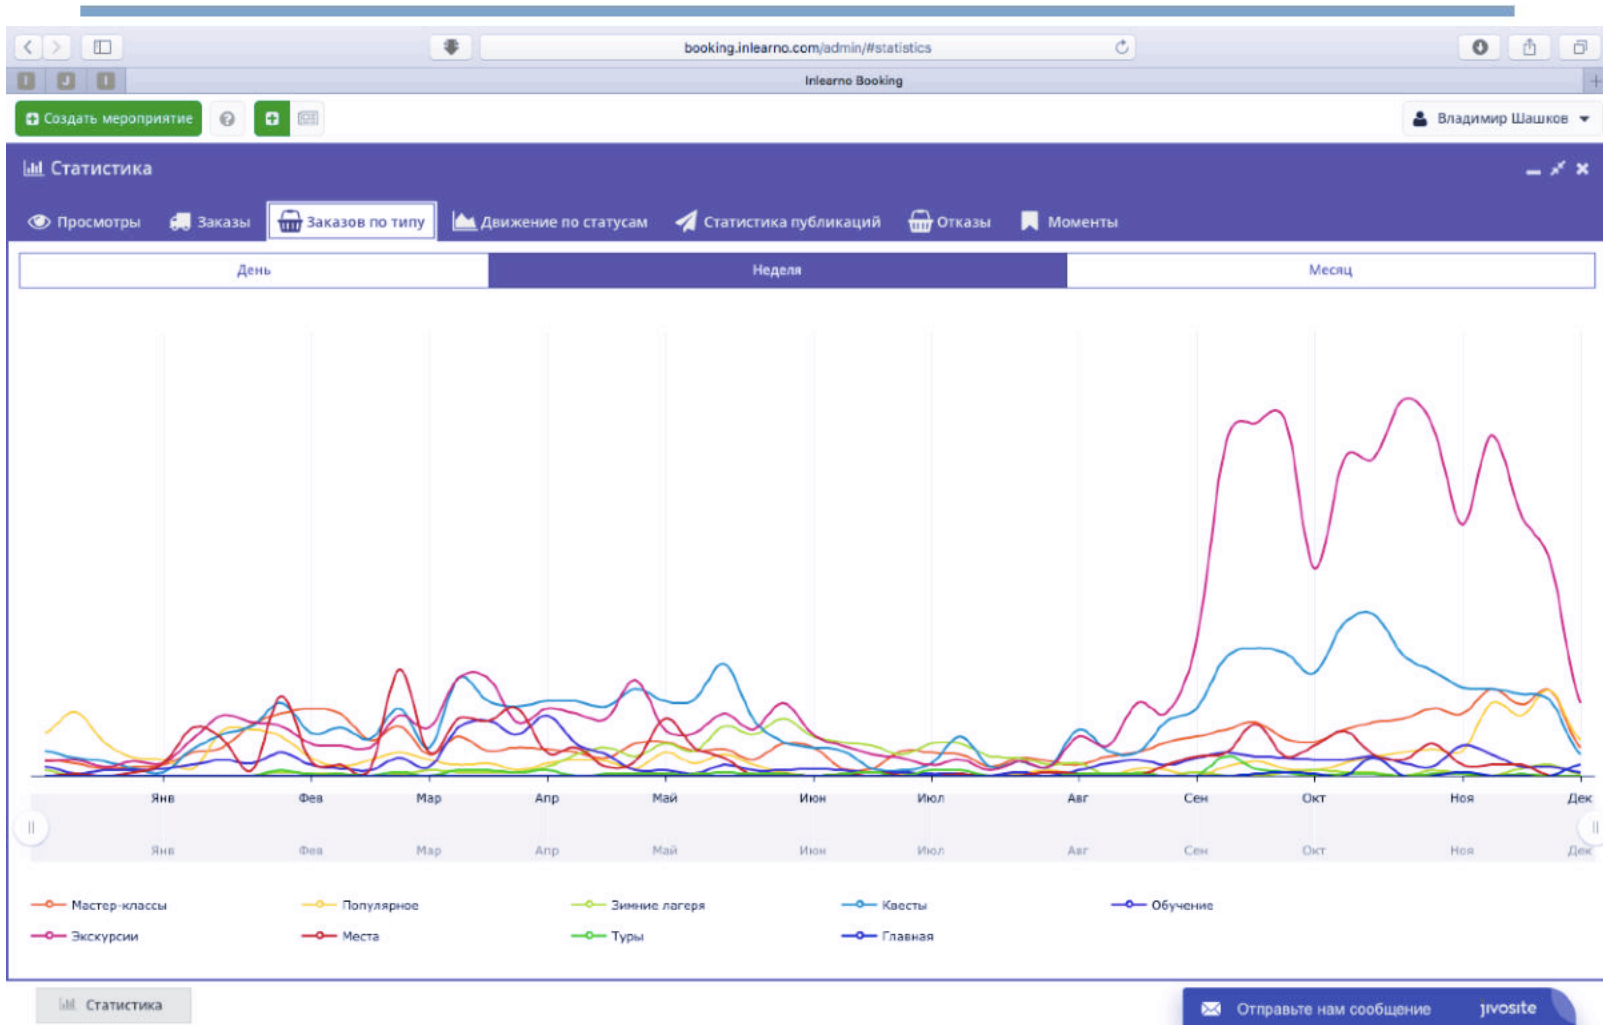 booking.inlearno.com/admin/#statistics
I J I Inlearno Booking
Создать мероприятие
Владимир Шашков
Статистика
Просмотры Заказы Заказов по типу Движение по статусам Статистика публикаций Отказы Моменты
День Неделя Месяц
Янв Фев Мар Апр Май Июн Июл Авг Сен Окт Ноя Дек
Янв Фев Мар Апр Май Июн Июл Авг Сен Окт Ноя Дек
Мастер-классы Популярное Зимние лагеря Квесты Обучение
Экскурсии Места Туры Главная
Статистика
Отправьте нам сообщение jivosite